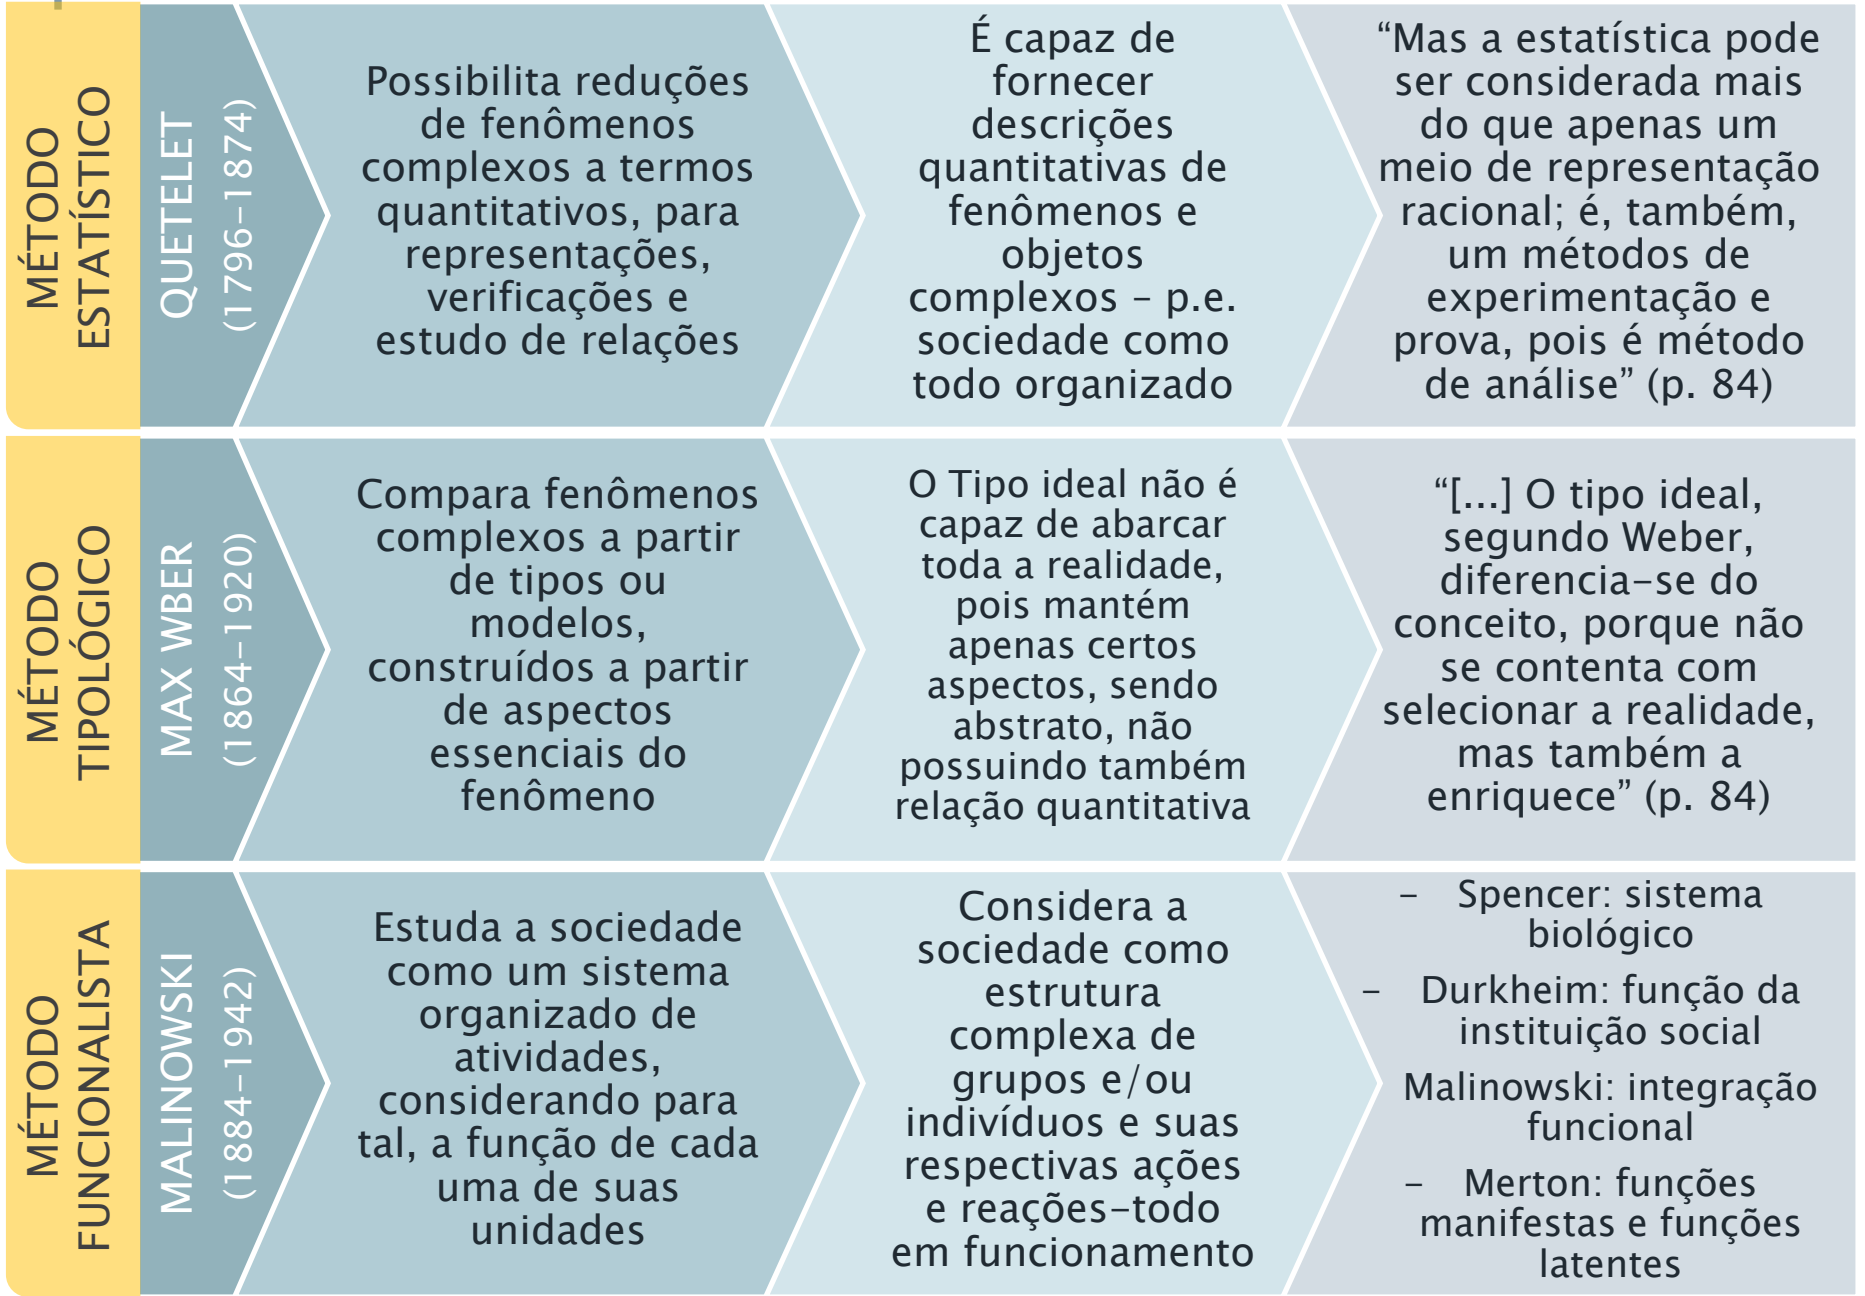 MÉTODO
ESTATÍSTICO
QUETELET
(1796-1874)
Possibilita reduções
de fenômenos
complexos a termos
quantitativos, para
representações,
verificações e
estudo de relações
É capaz de
fornecer
descrições
quantitativas de
fenômenos e
objetos
complexos – p.e.
sociedade como
todo organizado
“Mas a estatística pode
ser considerada mais
do que apenas um
meio de representação
racional; é, também,
um métodos de
experimentação e
prova, pois é método
de análise” (p. 84)
MÉTODO
TIPOLÓGICO
MAX WBER
(1864-1920)
Compara fenômenos
complexos a partir
de tipos ou
modelos,
construídos a partir
de aspectos
essenciais do
fenômeno
O Tipo ideal não é
capaz de abarcar
toda a realidade,
pois mantém
apenas certos
aspectos, sendo
abstrato, não
possuindo também
relação quantitativa
“[...] O tipo ideal,
segundo Weber,
diferencia-se do
conceito, porque não
se contenta com
selecionar a realidade,
mas também a
enriquece” (p. 84)
MÉTODO
FUNCIONALISTA
MALINOWSKI
(1884-1942)
Estuda a sociedade
como um sistema
organizado de
atividades,
considerando para
tal, a função de cada
uma de suas
unidades
Considera a
sociedade como
estrutura
complexa de
grupos e/ou
indivíduos e suas
respectivas ações
e reações-todo
em funcionamento
- Spencer: sistema
biológico
- Durkheim: função da
instituição social
Malinowski: integração
funcional
- Merton: funções
manifestas e funções
latentes